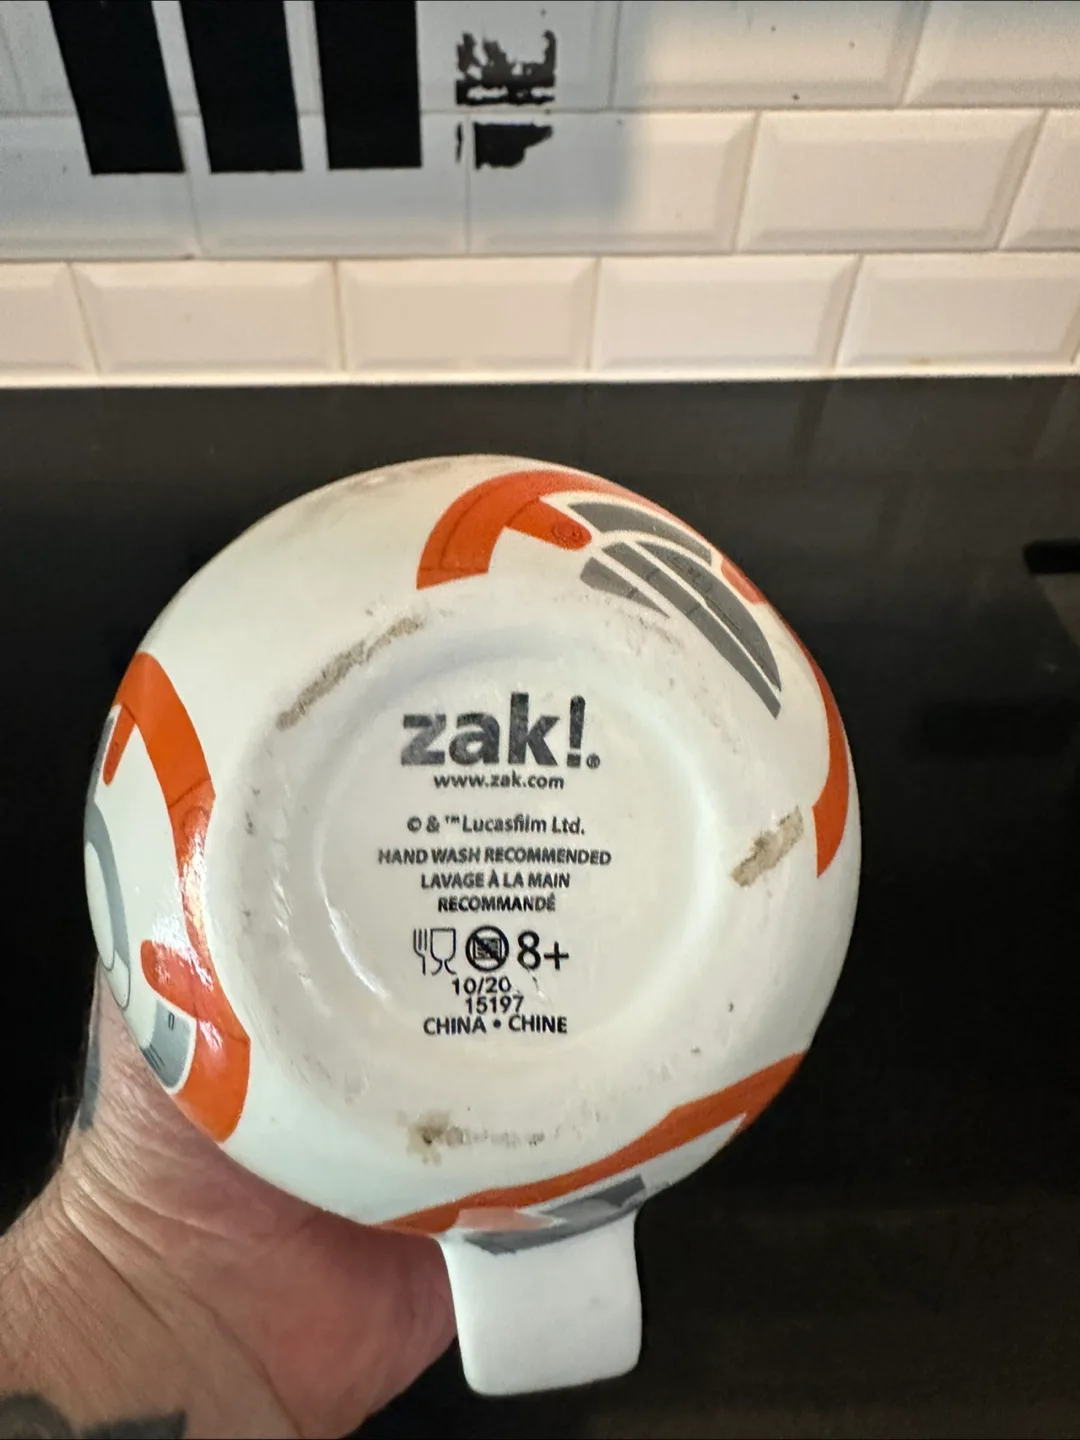 zak!®
www.zak.com
© & ™ Lucasfilm Ltd.
HAND WASH RECOMMENDED
LAVAGE À LA MAIN
RECOMMANDÉ
8+
10/20
15197
CHINA • CHINE